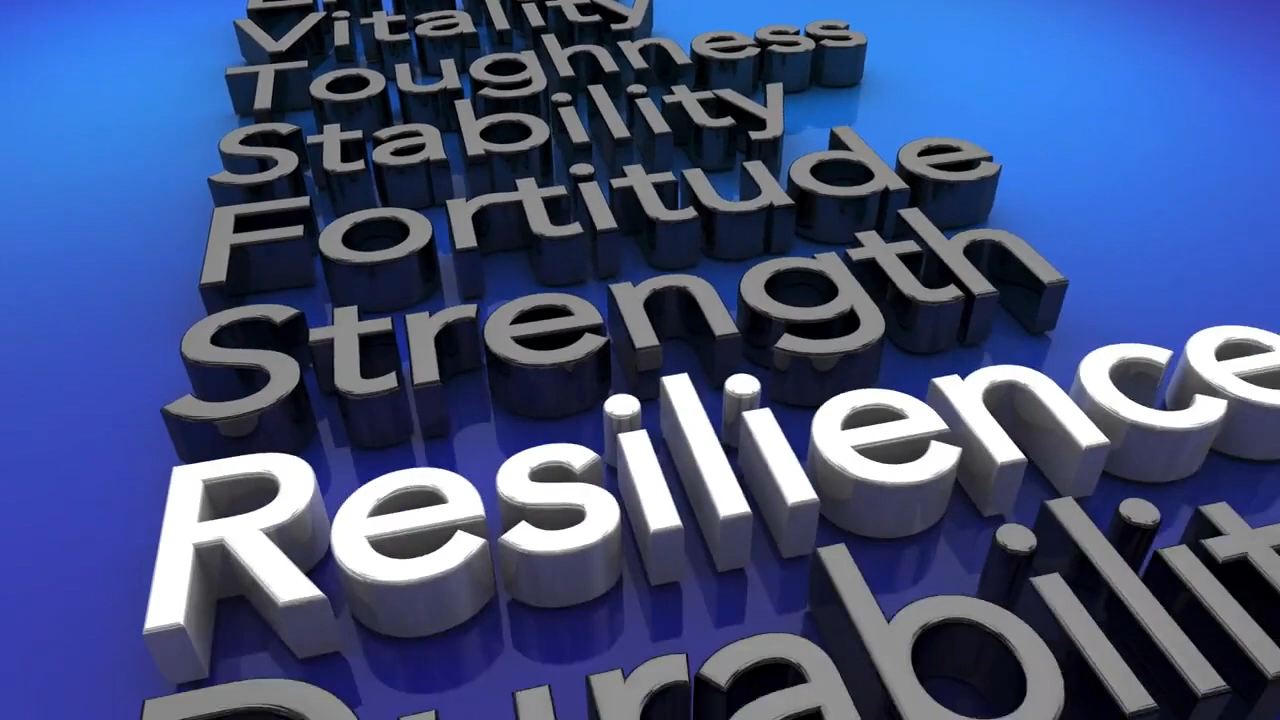 Vitality
Toughness
Stability
Fortitude
Strength
Resilience